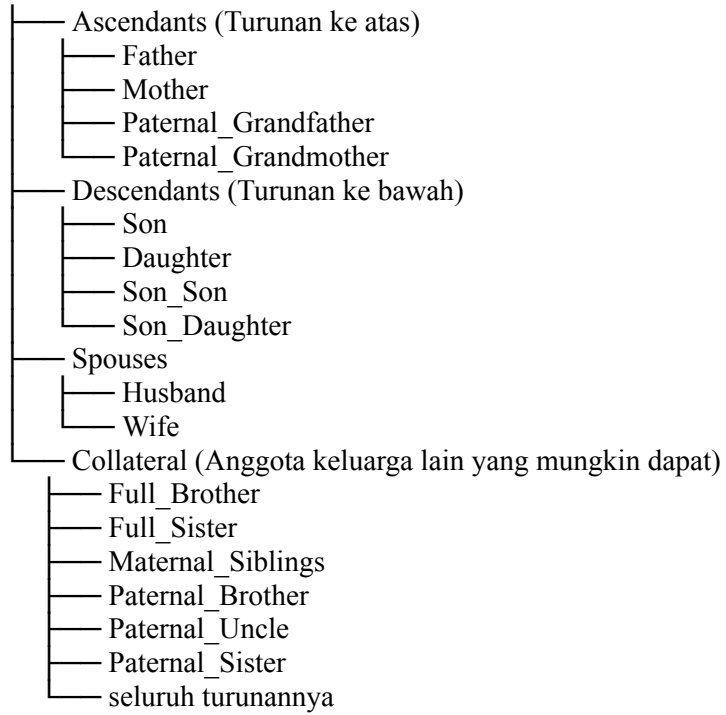 Ascendants (Turunan ke atas)
Father
Mother
Paternal_Grandfather
Paternal_Grandmother
Descendants (Turunan ke bawah)
Son
Daughter
Son_Son
Son_Daughter
Spouses
Husband
Wife
Collateral (Anggota keluarga lain yang mungkin dapat)
Full_Brother
Full_Sister
Maternal_Siblings
Paternal_Brother
Paternal_Uncle
Paternal_Sister
seluruh turunannya